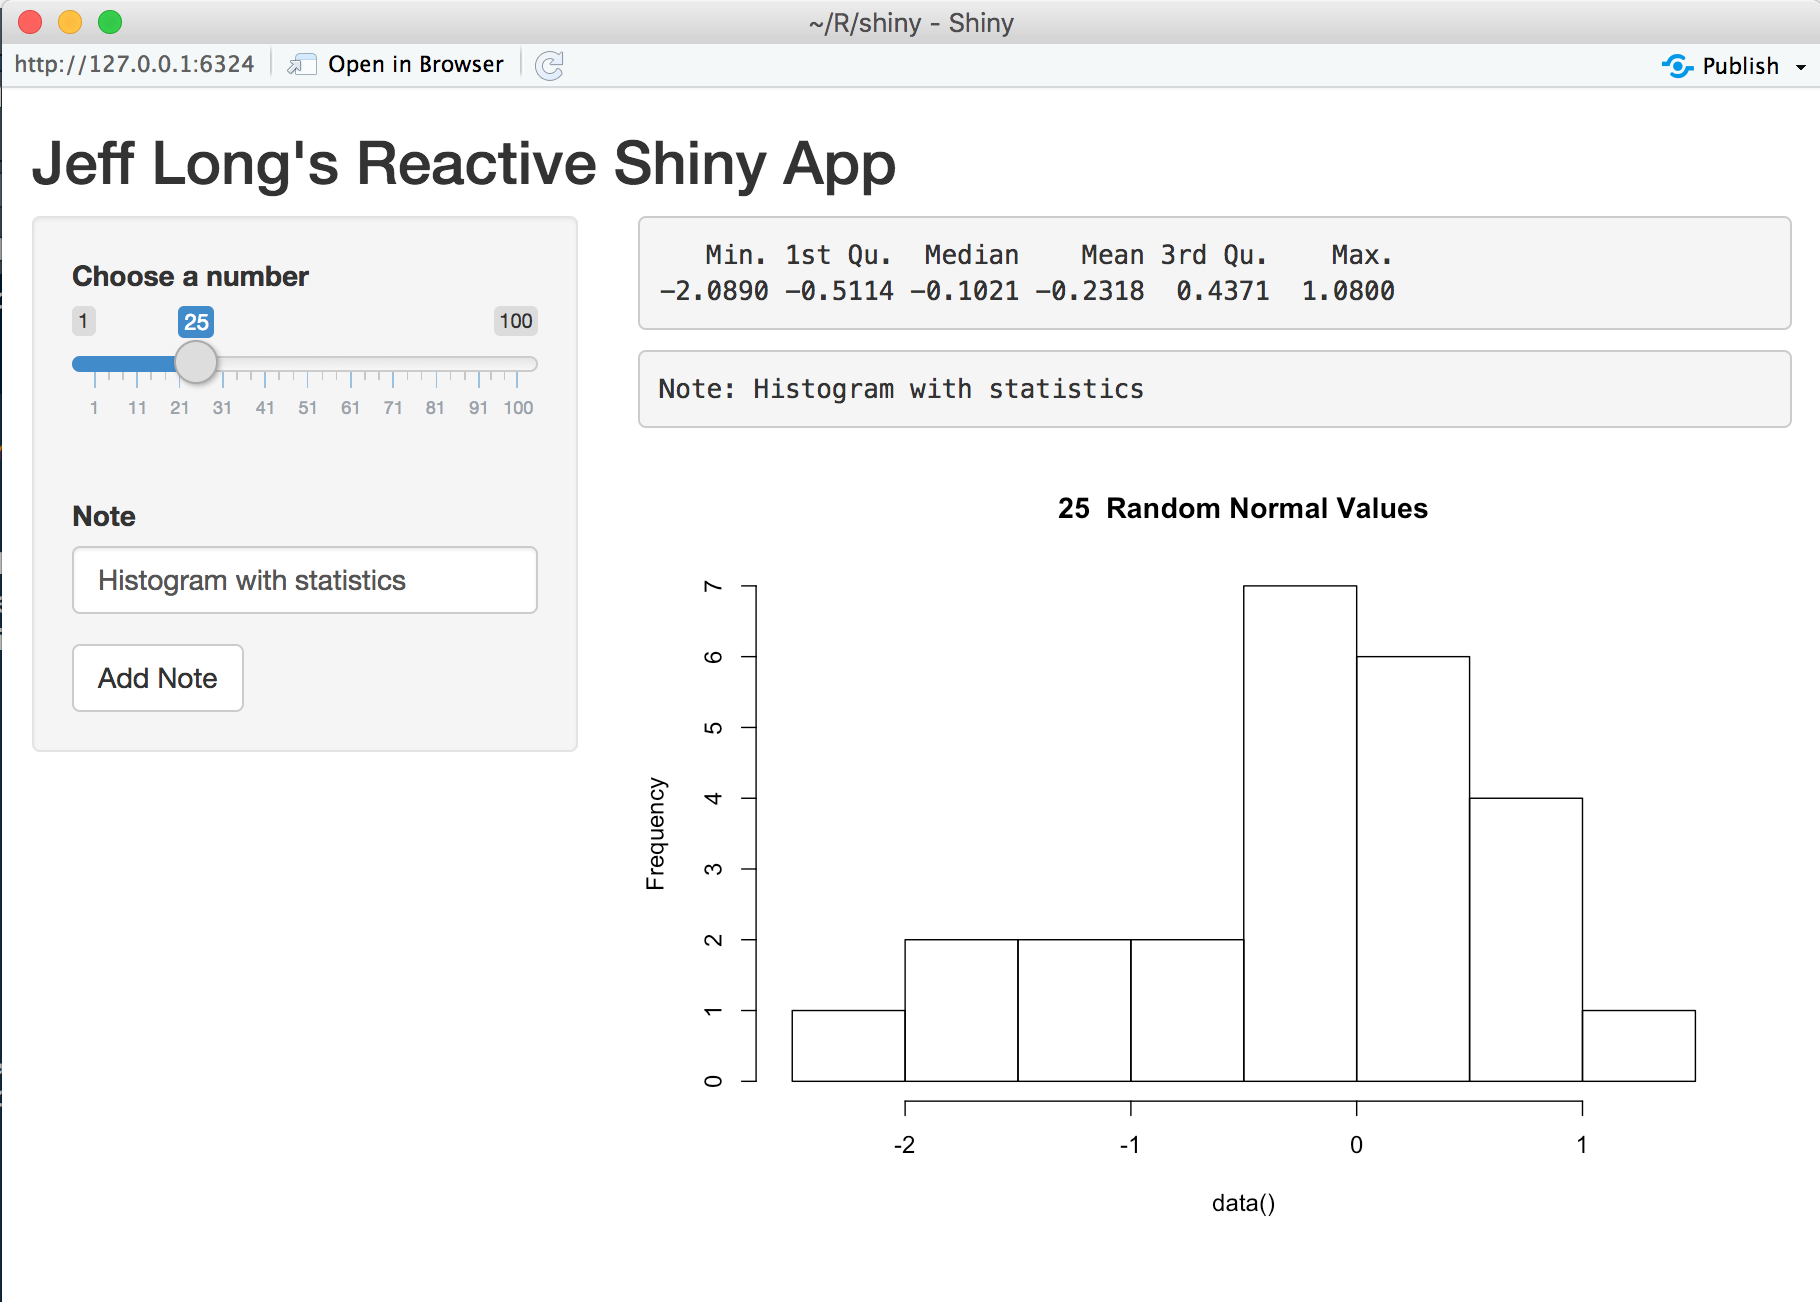 ~/R/shiny - Shiny
http://127.0.0.1:6324 Open in Browser Publish
Jeff Long's Reactive Shiny App
Choose a number
1 25 100
1 11 21 31 41 51 61 71 81 91 100
Note
Histogram with statistics
Add Note
Min. 1st Qu. Median Mean 3rd Qu. Max.
-2.0890 -0.5114 -0.1021 -0.2318 0.4371 1.0800
Note: Histogram with statistics
25 Random Normal Values
Frequency
7
6
5
4
3
2
1
0
-2 -1 0 1
data()